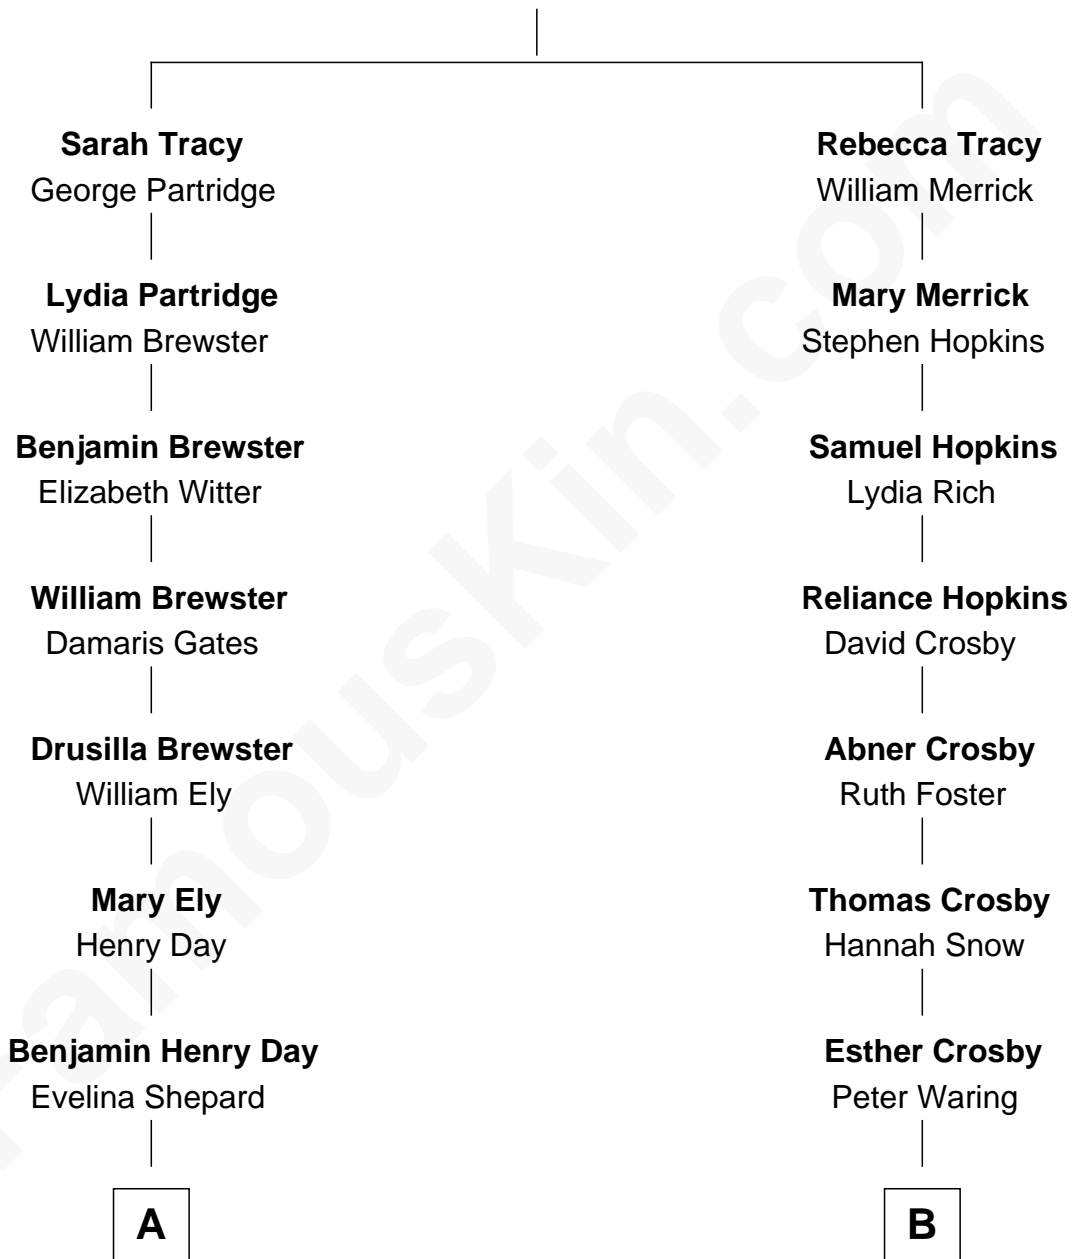 Sarah Tracy
George Partridge
Lydia Partridge
William Brewster
Benjamin Brewster
Elizabeth Witter
William Brewster
Damaris Gates
Drusilla Brewster
William Ely
Mary Ely
Henry Day
Benjamin Henry Day
Evelina Shepard
A
Rebecca Tracy
William Merrick
Mary Merrick
Stephen Hopkins
Samuel Hopkins
Lydia Rich
Reliance Hopkins
David Crosby
Abner Crosby
Ruth Foster
Thomas Crosby
Hannah Snow
Esther Crosby
Peter Waring
B
FamousKin.com